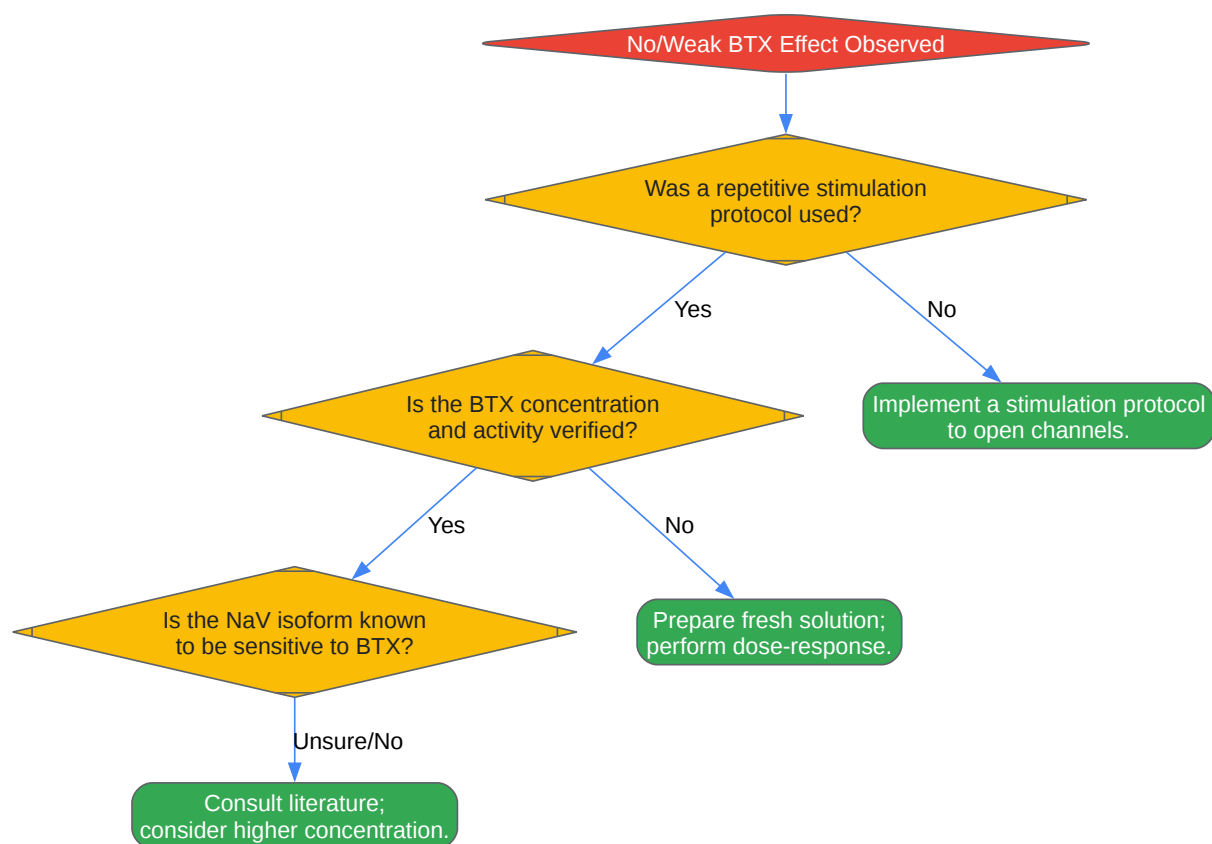 No/Weak BTX Effect Observed
Was a repetitive stimulation
protocol used?
Yes
No
Is the BTX concentration
and activity verified?
Implement a stimulation protocol
to open channels.
Yes
No
Is the NaV isoform known
to be sensitive to BTX?
Prepare fresh solution;
perform dose-response.
Unsure/No
Consult literature;
consider higher concentration.